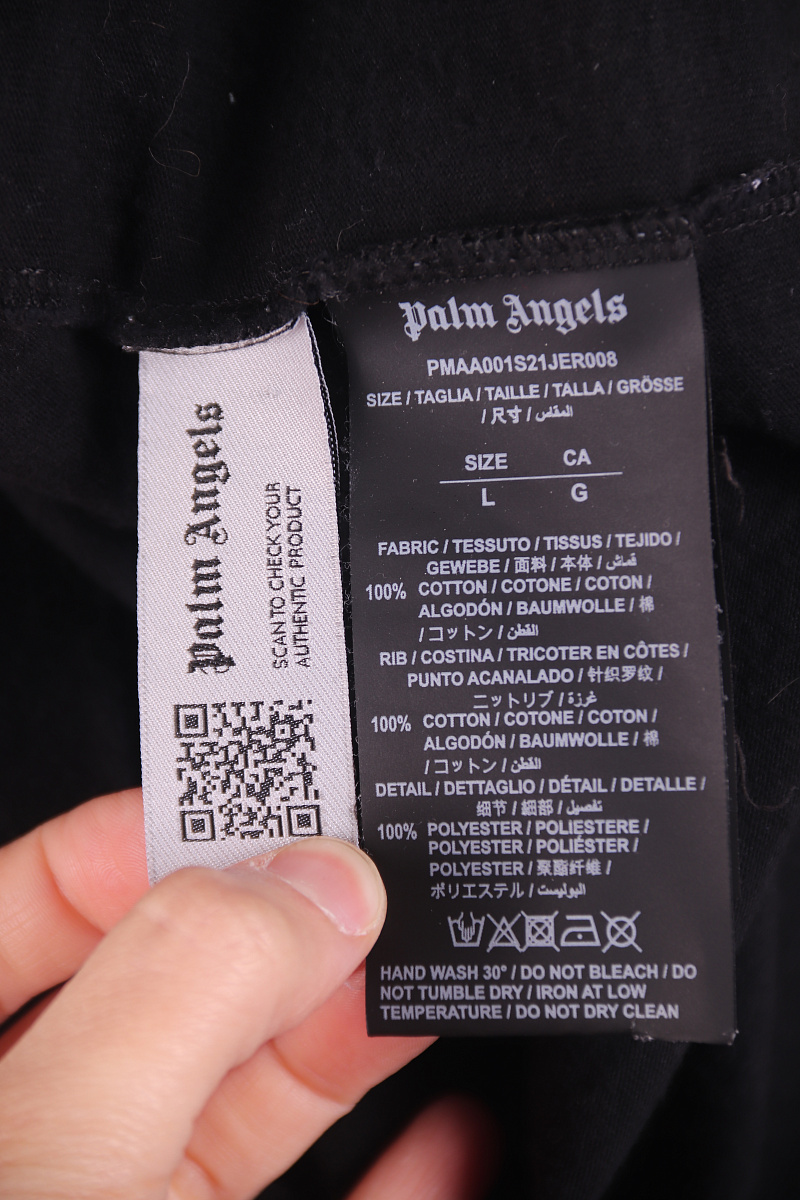 Palm Angels
SCAN TO CHECK YOUR
AUTHENTIC PRODUCT
Palm Angels
PMAA001S21JER008
SIZE / TAGLIA / TAILLE / TALLA / GRÖSSE
/ 尺寸 / المقاس
SIZE CA
L G
FABRIC / TESSUTO / TISSUS / TEJIDO /
GEWEBE / 面料 / 本体 / قماش
100% COTTON / COTONE / COTON /
ALGODÓN / BAUMWOLLE / 棉
/ コットン / القطن
RIB / COSTINA / TRICOTER EN CÔTES /
PUNTO ACANALADO / 针织罗纹 /
ニットリブ / غرزة
100% COTTON / COTONE / COTON /
ALGODÓN / BAUMWOLLE / 棉
/ コットン / القطن
DETAIL / DETTAGLIO / DÉTAIL / DETALLE /
细节 / 細部 / تفصيل
100% POLYESTER / POLIESTERE /
POLYESTER / POLIÉSTER /
POLYESTER / 聚酯纤维 /
ポリエステル / البوليست
HAND WASH 30° / DO NOT BLEACH / DO
NOT TUMBLE DRY / IRON AT LOW
TEMPERATURE / DO NOT DRY CLEAN